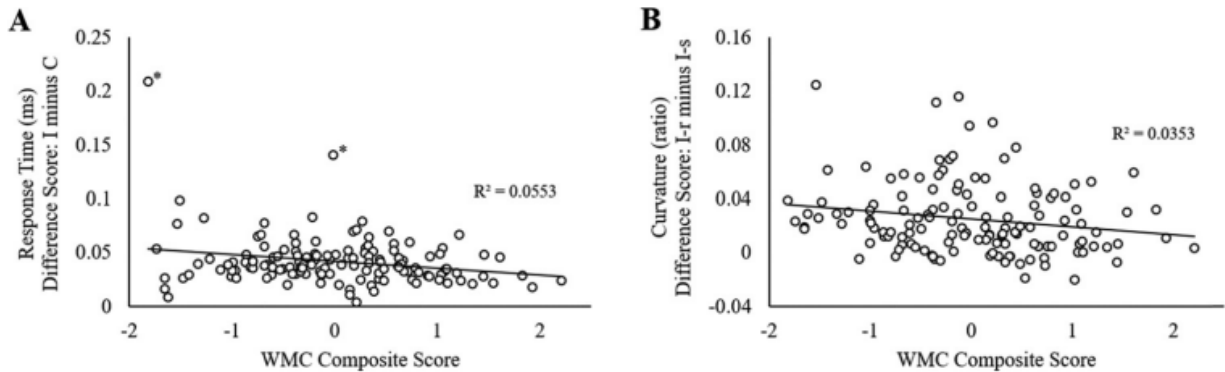 A
Response Time (ms)
Difference Score: I minus C
0.25
0.2
0.15
0.1
0.05
0
*
*
R² = 0.0553
-2
-1
0
1
2
WMC Composite Score
B
Curvature (ratio)
Difference Score: I-r minus I-s
0.16
0.12
0.08
0.04
0
-0.04
R² = 0.0353
-2
-1
0
1
2
WMC Composite Score